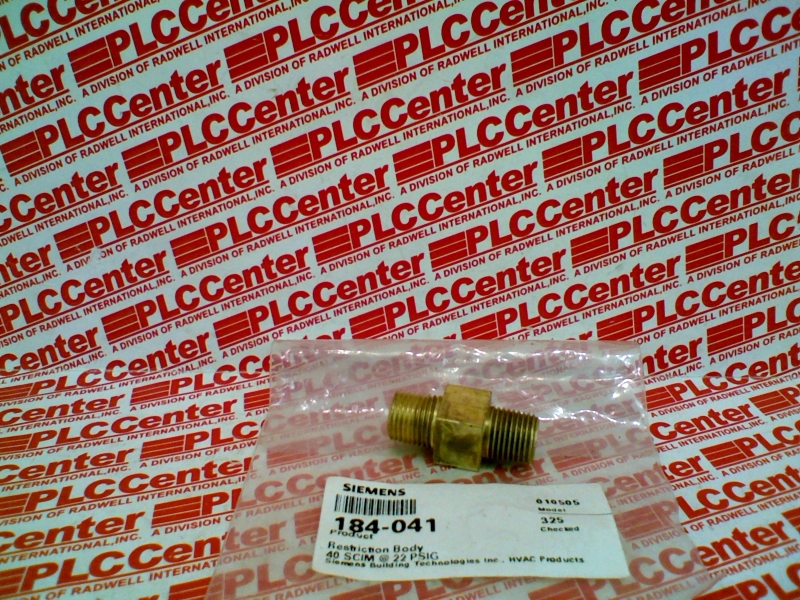 PLCCenter
A DIVISION OF RADWELL INTERNATIONAL, INC.
SIEMENS
010505
Model
184-041
325
Product
Checked
Restriction Body
40 SCIM @ 22 PSIG
Siemens Building Technologies Inc., HVAC Products